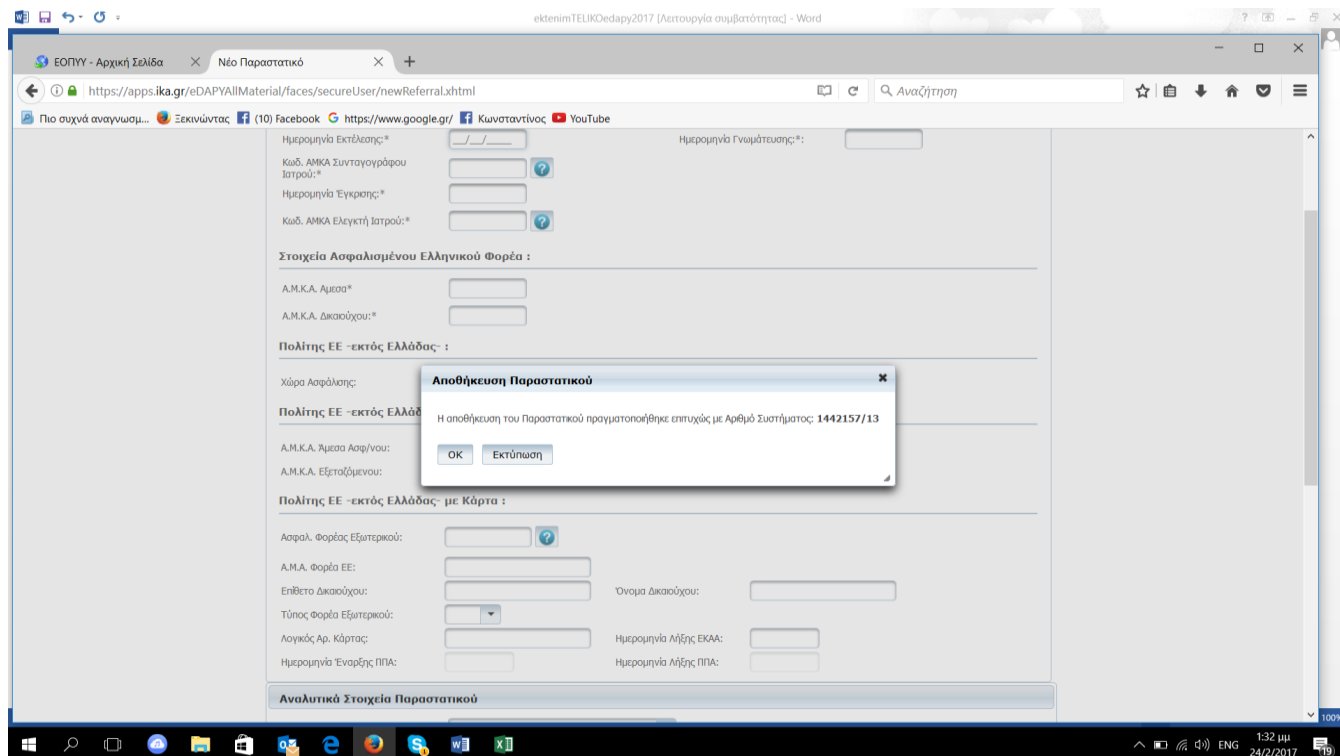 ektenimTELIKOedapy2017 [Λειτουργία συμβατότητας] - Word
ΕΟΠΥΥ - Αρχική Σελίδα
Νέο Παραστατικό
https://apps.ika.gr/eDAPYAllMaterial/faces/secureUser/newReferral.xhtml
Αναζήτηση
Πιο συχνά αναγνωσμ... Ξεκινώντας (10) Facebook https://www.google.gr/ Κωνσταντίνος YouTube
Ημερομηνία Εκτέλεσης:* __/__/____ Ημερομηνία Γνωμάτευσης:*:
Κωδ. ΑΜΚΑ Συνταγογράφου
Ιατρού:*
Ημερομηνία Έγκρισης:*
Κωδ. ΑΜΚΑ Ελεγκτή Ιατρού:*
Στοιχεία Ασφαλισμένου Ελληνικού Φορέα :
Α.Μ.Κ.Α. Αμεσα*
Α.Μ.Κ.Α. Δικαιούχου:*
Πολίτης ΕΕ -εκτός Ελλάδας- :
Χώρα Ασφάλισης:
Αποθήκευση Παραστατικού
Πολίτης ΕΕ -εκτός Ελλάδ
Η αποθήκευση του Παραστατικού πραγματοποιήθηκε επιτυχώς με Αριθμό Συστήματος: 1442157/13
Α.Μ.Κ.Α. Άμεσα Ασφ/νου:
OK Εκτύπωση
Α.Μ.Κ.Α. Εξεταζόμενου:
Πολίτης ΕΕ -εκτός Ελλάδας- με Κάρτα :
Ασφαλ. Φορέας Εξωτερικού:
Α.Μ.Α. Φορέα ΕΕ:
Επίθετο Δικαιούχου: Όνομα Δικαιούχου:
Τύπος Φορέα Εξωτερικού:
Λογικός Αρ. Κάρτας: Ημερομηνία Λήξης ΕΚΑΑ:
Ημερομηνία Έναρξης ΠΠΑ: Ημερομηνία Λήξης ΠΠΑ:
Αναλυτικά Στοιχεία Παραστατικού
100%
ENG
1:32 μμ
24/2/2017
19